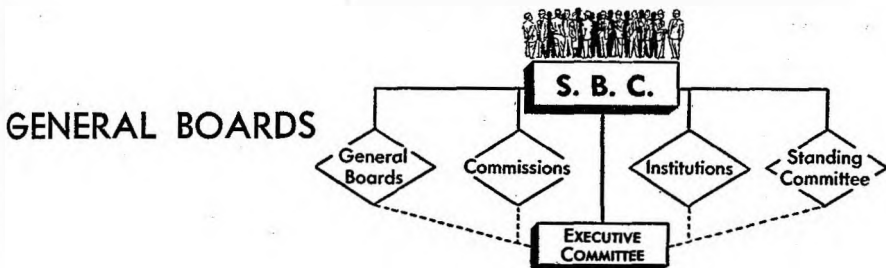 S. B. C.
GENERAL BOARDS
General
Boards
Commissions
Institutions
Standing
Committee
EXECUTIVE
COMMITTEE